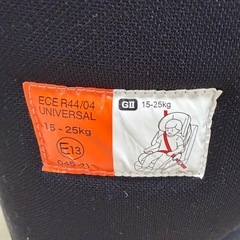 ECE R44/04
UNIVERSAL
15 - 25kg
E13
GII 15-25kg